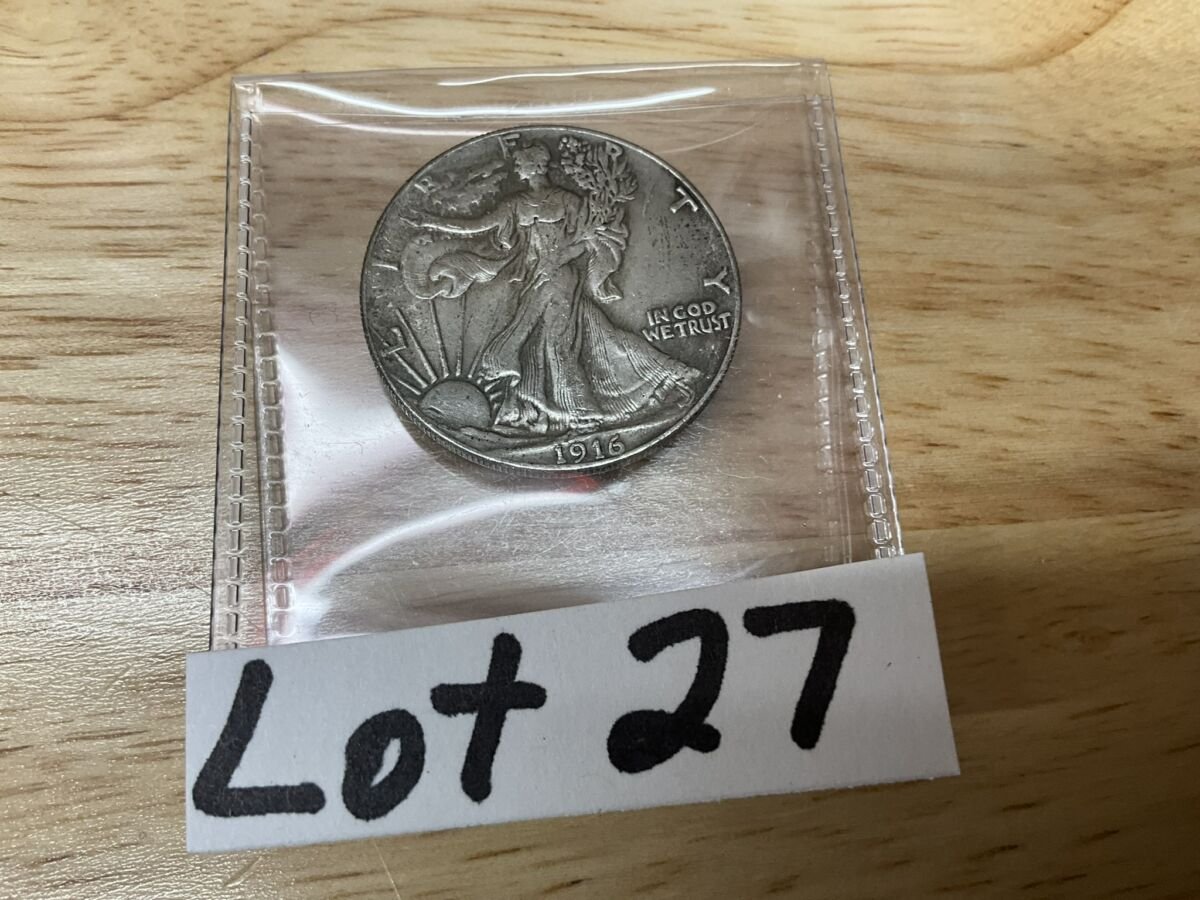 LIBERTY
IN GOD
WE TRUST
1916
Lot 27